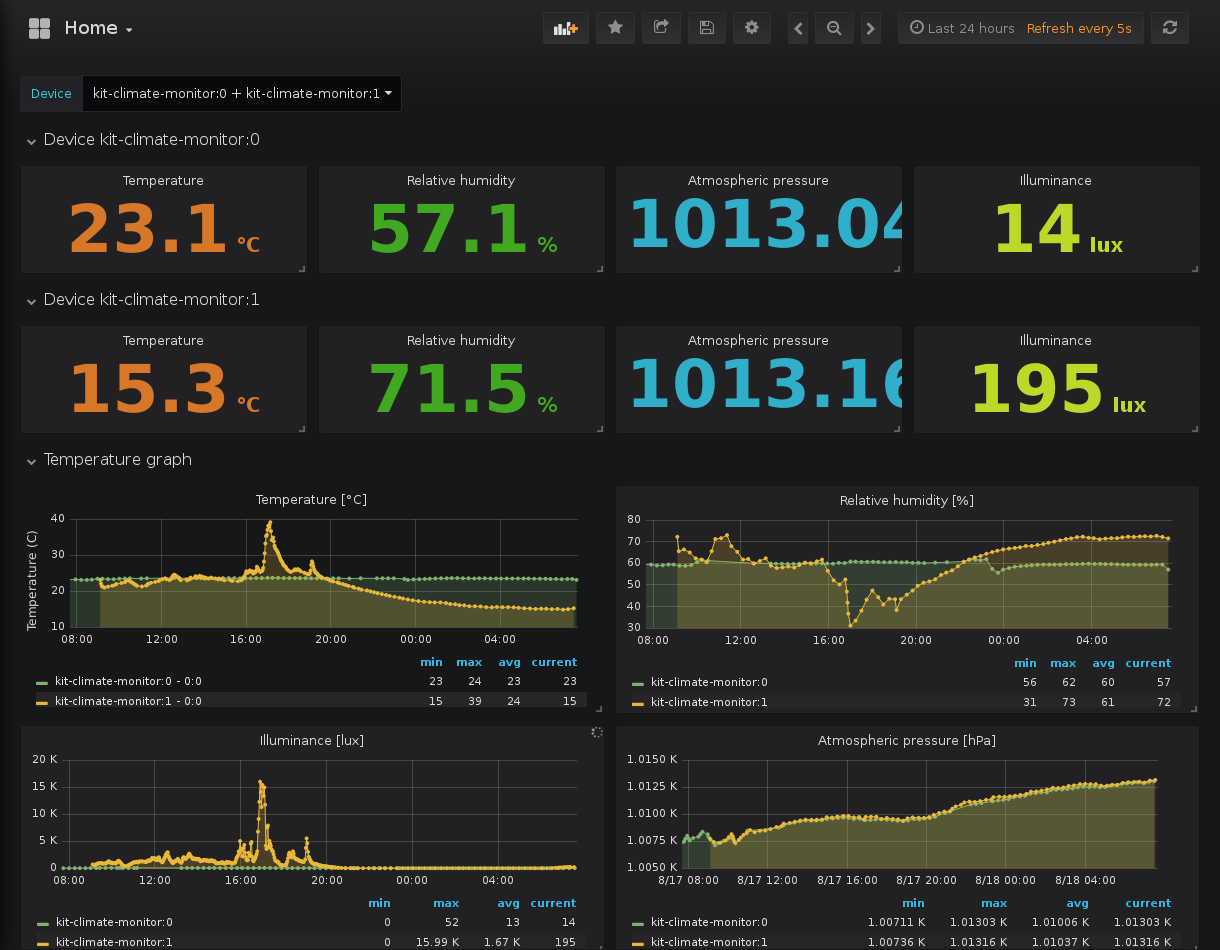 Home
Last 24 hours Refresh every 5s
Device kit-climate-monitor:0 + kit-climate-monitor:1
Device kit-climate-monitor:0
Temperature Relative humidity Atmospheric pressure Illuminance
23.1 °C 57.1 % 1013.04 14 lux
Device kit-climate-monitor:1
Temperature Relative humidity Atmospheric pressure Illuminance
15.3 °C 71.5 % 1013.16 195 lux
Temperature graph
Temperature [°C]
Temperature (C)
40
30
20
10
08:00 12:00 16:00 20:00 00:00 04:00
min max avg current
kit-climate-monitor:0 - 0:0 23 24 23 23
kit-climate-monitor:1 - 0:0 15 39 24 15
Relative humidity [%]
80
70
60
50
40
30
08:00 12:00 16:00 20:00 00:00 04:00
min max avg current
kit-climate-monitor:0 56 62 60 57
kit-climate-monitor:1 31 73 61 72
Illuminance [lux]
20 K
15 K
10 K
5 K
0
08:00 12:00 16:00 20:00 00:00 04:00
min max avg current
kit-climate-monitor:0 0 52 13 14
kit-climate-monitor:1 0 15.99 K 1.67 K 195
Atmospheric pressure [hPa]
1.0150 K
1.0125 K
1.0100 K
1.0075 K
1.0050 K
8/17 08:00 8/17 12:00 8/17 16:00 8/17 20:00 8/18 00:00 8/18 04:00
min max avg current
kit-climate-monitor:0 1.00711 K 1.01303 K 1.01006 K 1.01303 K
kit-climate-monitor:1 1.00736 K 1.01316 K 1.01037 K 1.01316 K